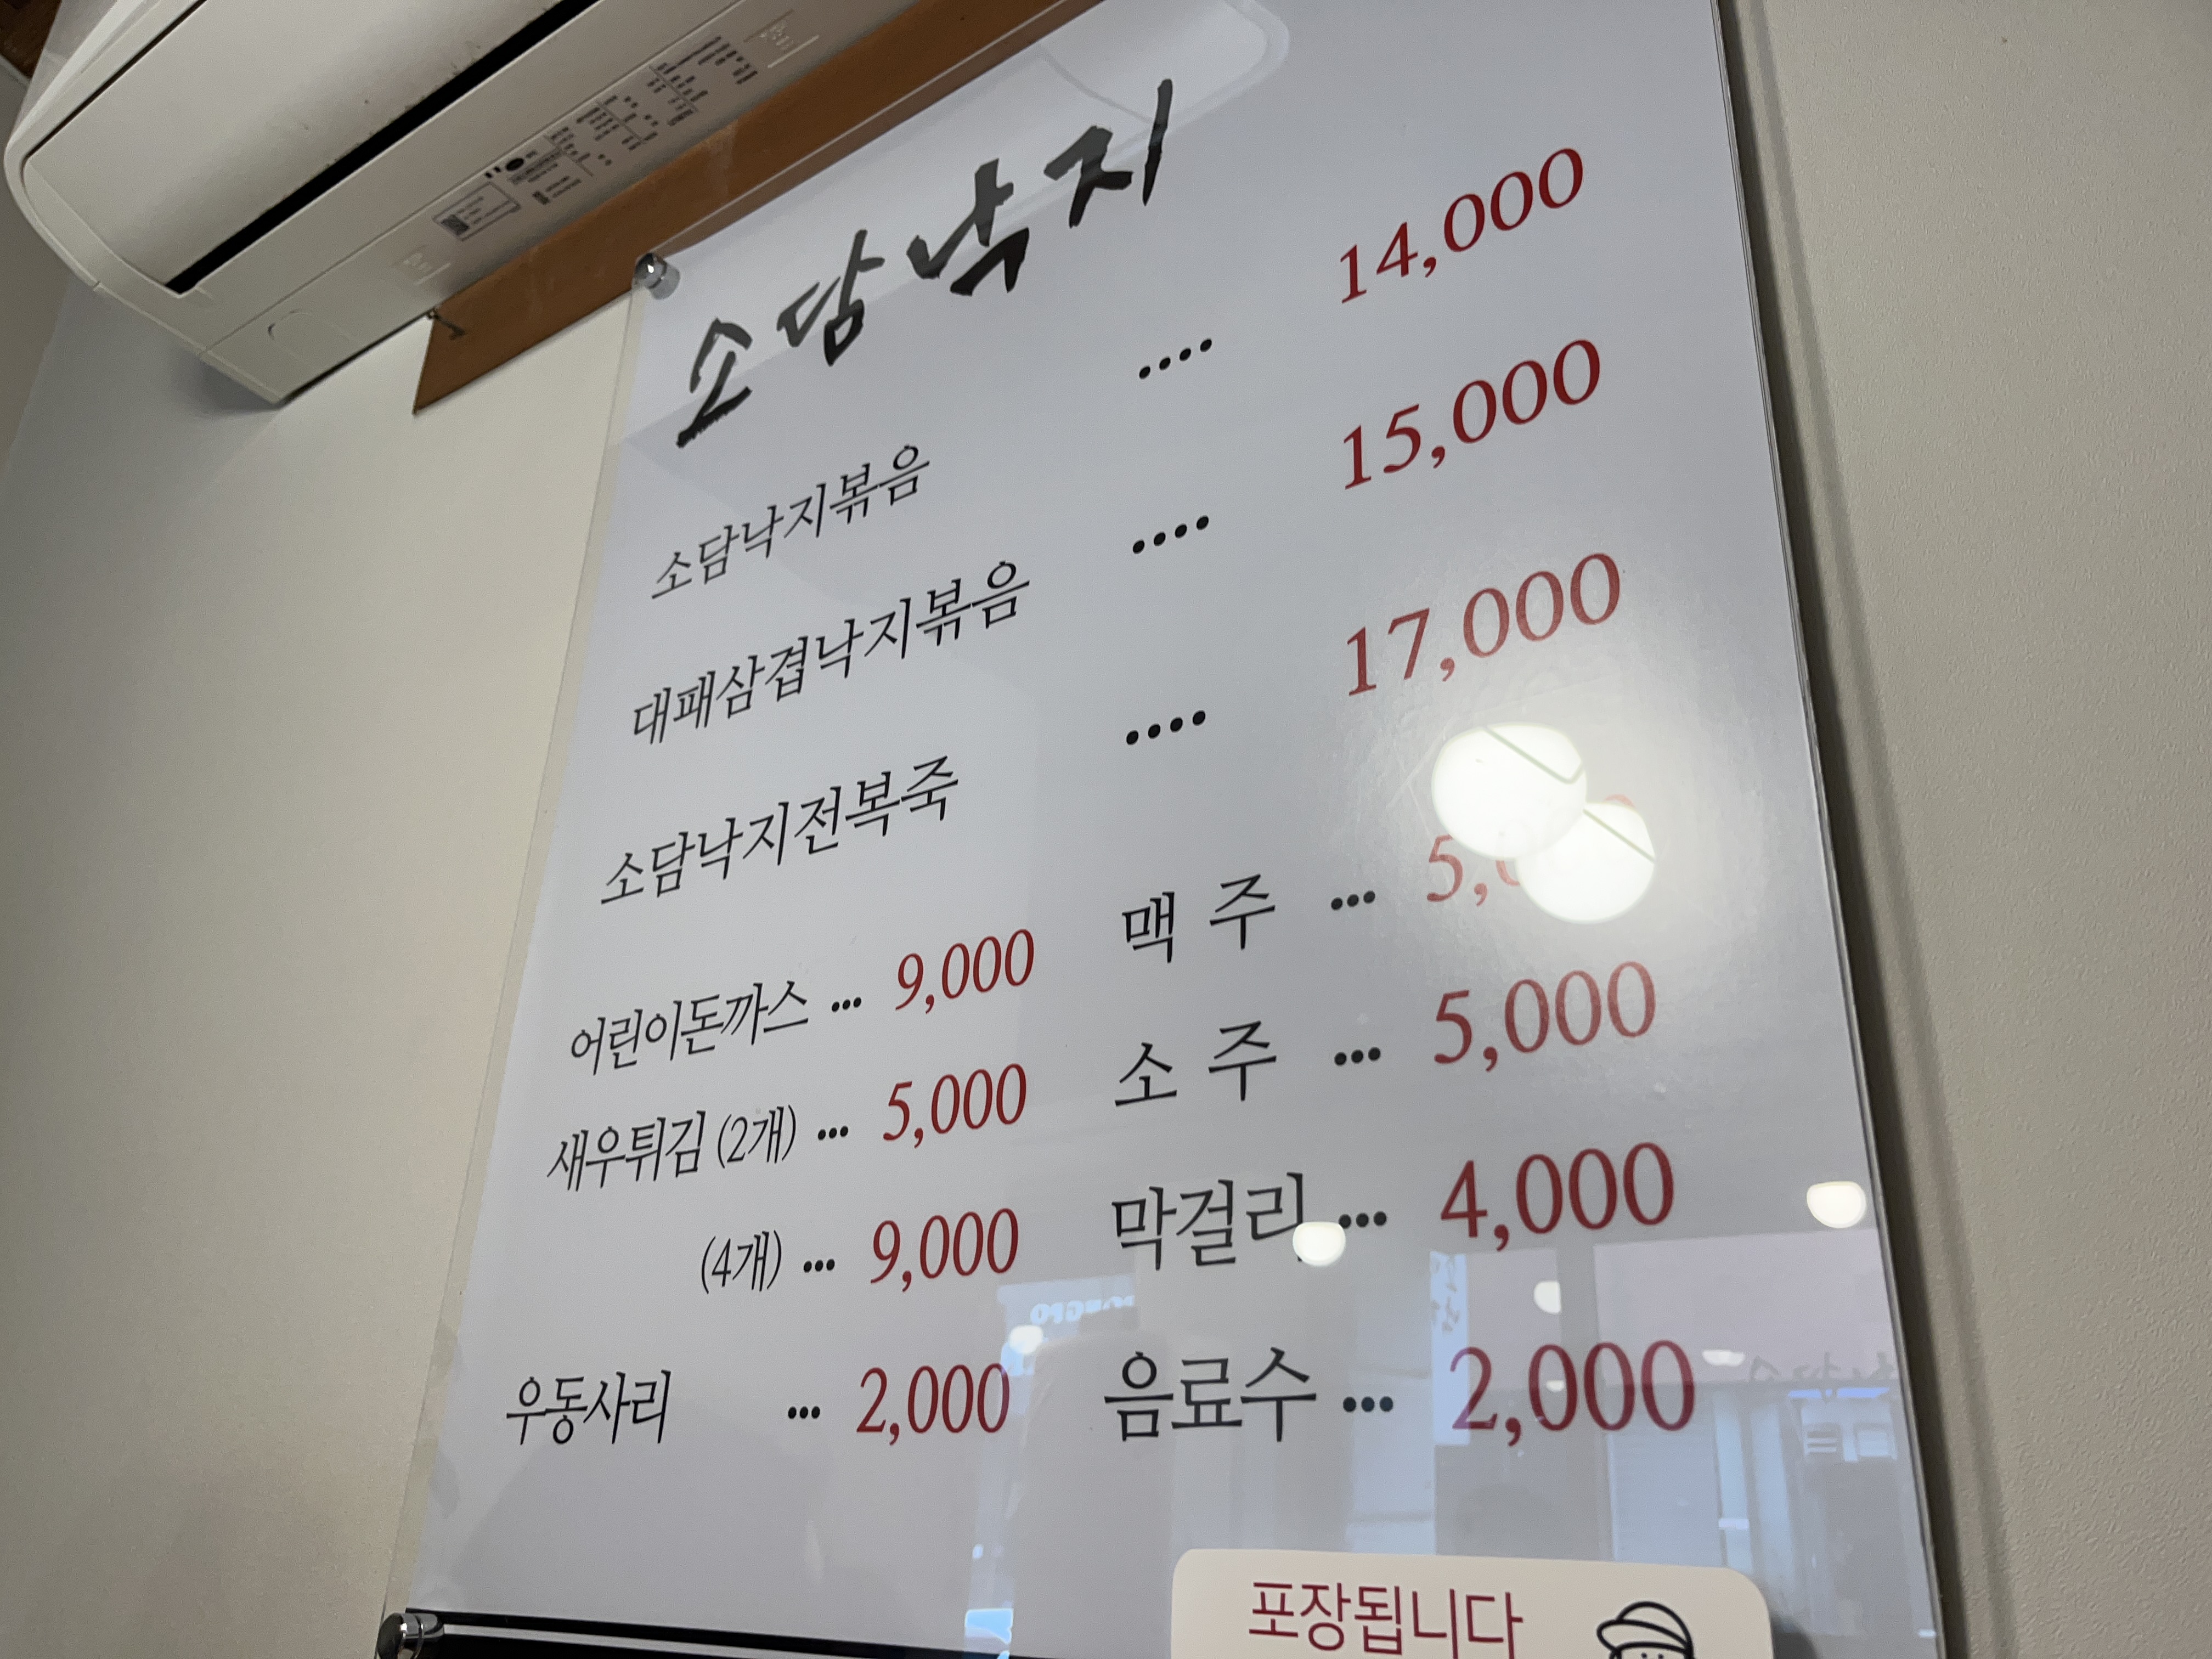 소담낙지
소담낙지볶음 .... 14,000
대패삼겹낙지볶음 .... 15,000
소담낙지전복죽 .... 17,000
어린이돈까스 ... 9,000
새우튀김 (2개) ... 5,000
(4개) ... 9,000
우동사리 ... 2,000
맥 주 ...
소 주 ... 5,000
막걸리 ... 4,000
음료수 ... 2,000
포장됩니다